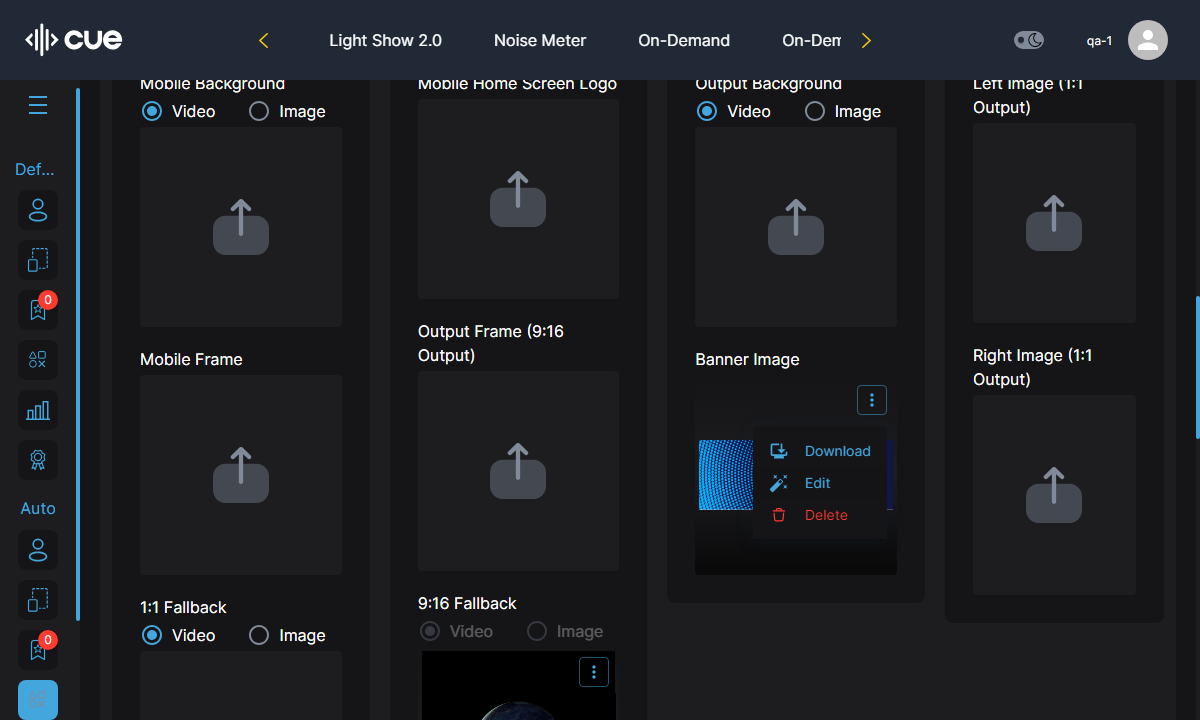 cue
Light Show 2.0
Noise Meter
On-Demand
On-Dem
qa-1
Def...
0
Auto
0
Mobile Background
Video
Image
Mobile Frame
1:1 Fallback
Video
Image
Mobile Home Screen Logo
Output Frame (9:16
Output)
9:16 Fallback
Video
Image
Output Background
Video
Image
Banner Image
Download
Edit
Delete
Left Image (1:1
Output)
Right Image (1:1
Output)